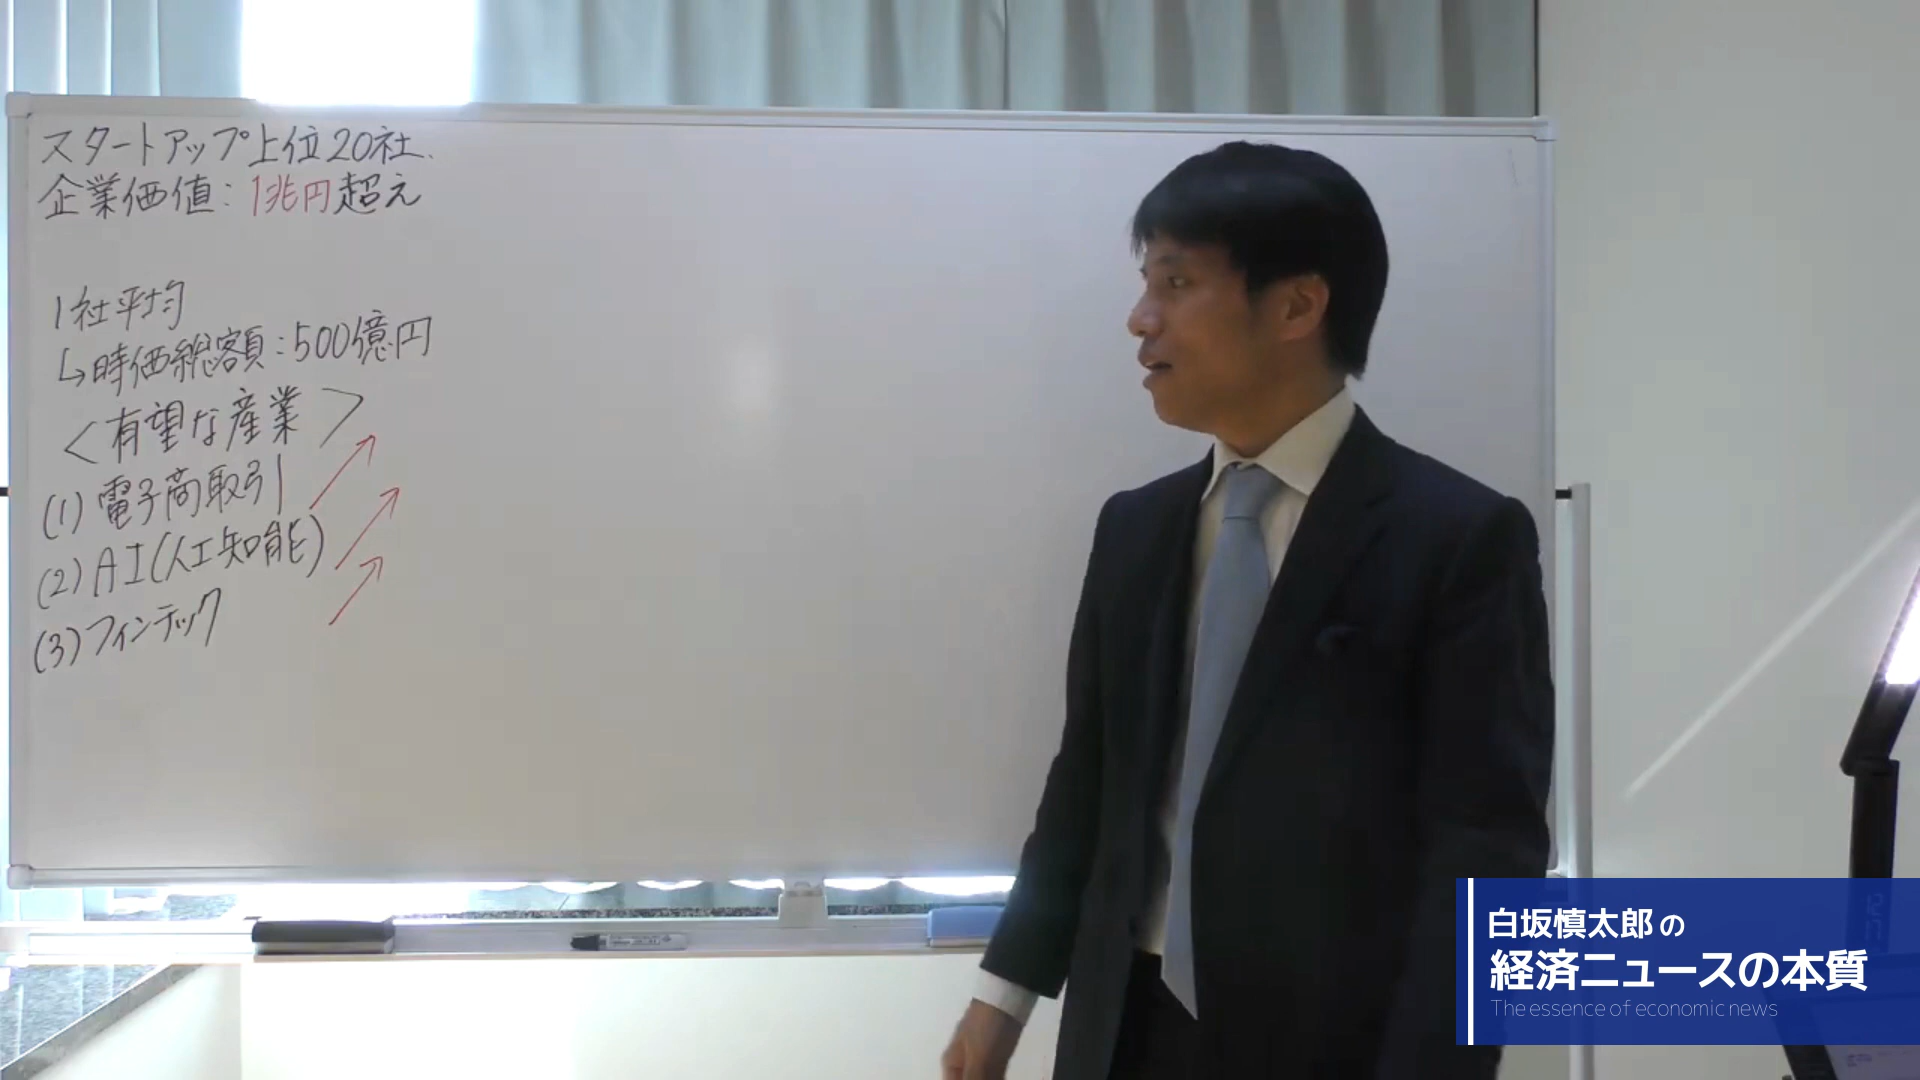 スタートアップ上位20社.
企業価値:1兆円超え
1社平均
↳時価総額:500億円
<有望な産業>
(1)電子商取引
(2)AI(人工知能)
(3)フィンテック
白坂慎太郎の
経済ニュースの本質
The essence of economic news